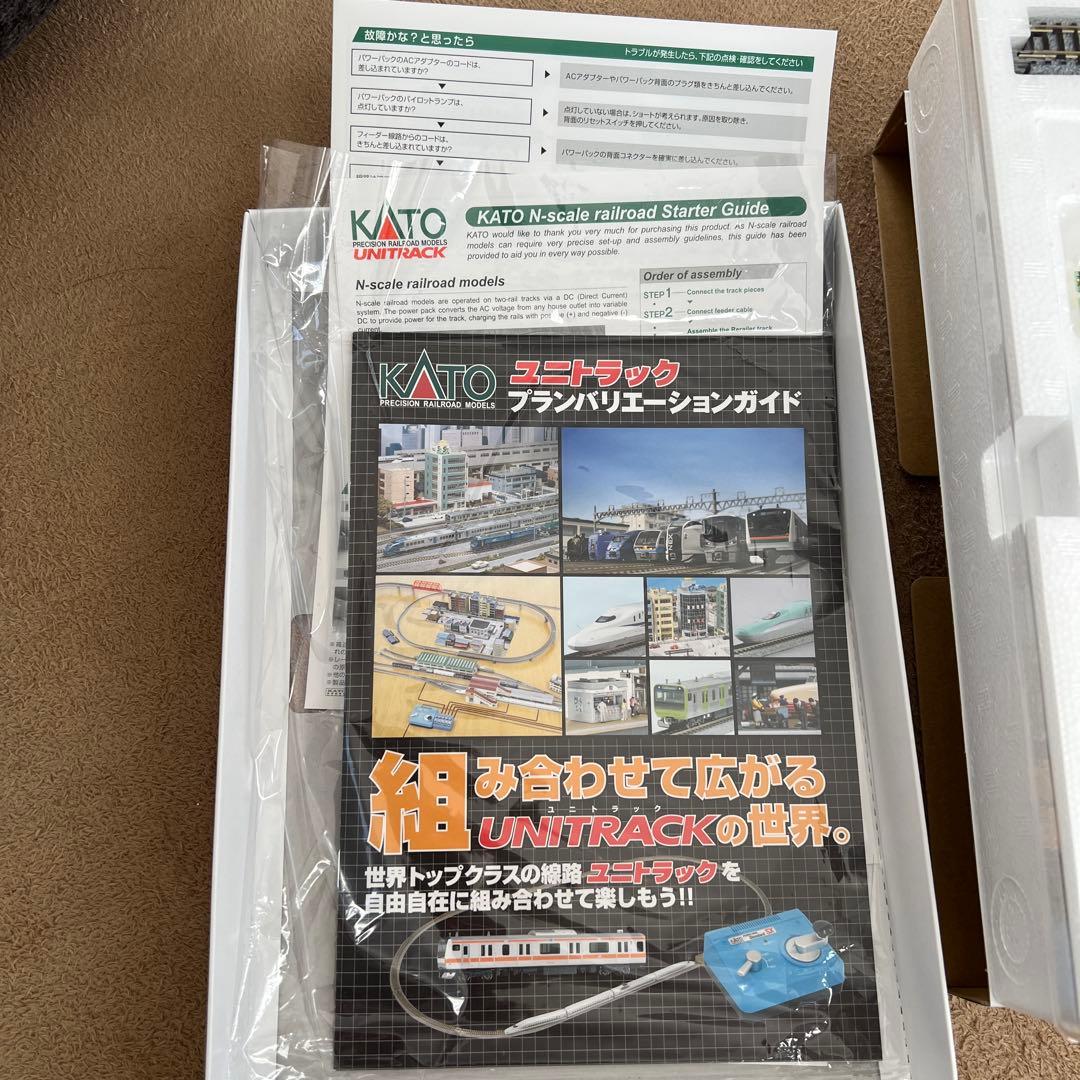 故障かな?と思ったら
トラブルが発生したら、下記の点検・確認をしてください
パワーパックのACアダプターのコードは、
差し込まれていますか?
ACアダプターやパワーパック背面のプラグ類をきちんと差し込んでください。
パワーパックのパイロットランプは、
点灯していますか?
点灯していない場合は、ショートが考えられます。原因を取り除き、
背面のリセットスイッチを押してください。
フィーダー線路からのコードは、
きちんと差し込まれていますか?
パワーパックの背面コネクターを確実に差し込んでください。
KATO
PRECISION RAILROAD MODELS
UNITRACK
KATO N-scale railroad Starter Guide
KATO would like to thank you very much for purchasing this product. As N-scale railroad
models can require very precise set-up and assembly guidelines, this guide has been
provided to aid you in every way possible.
N-scale railroad models
N-scale railroad models are operated on two-rail tracks via a DC (Direct Current)
system. The power pack converts the AC voltage from any house outlet into variable
DC to provide power for the track, charging the rails with positive (+) and negative (-)
current.
Order of assembly
STEP1 Connect the track pieces
STEP2 Connect feeder cable
Assemble the Rerailer track
KATO
PRECISION RAILROAD MODELS
ユニトラック
プランバリエーションガイド
組み合わせて広がる
ユニトラック
UNITRACKの世界。
世界トップクラスの線路ユニトラックを
自由自在に組み合わせて楽しもう!!
KATO
SX